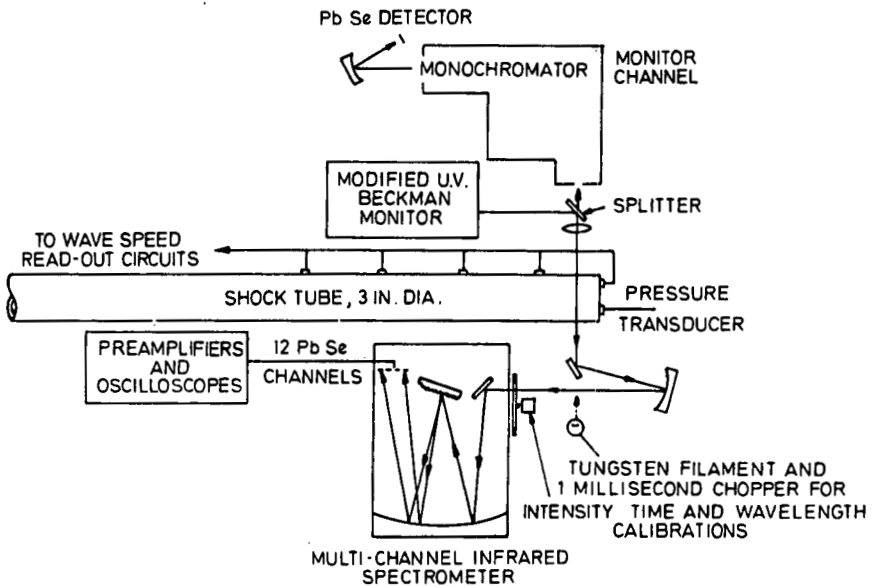 Pb Se DETECTOR
MONOCHROMATOR
MONITOR
CHANNEL
MODIFIED U.V.
BECKMAN
MONITOR
SPLITTER
TO WAVE SPEED
READ-OUT CIRCUITS
SHOCK TUBE, 3 IN. DIA.
PRESSURE
TRANSDUCER
PREAMPLIFIERS
AND
OSCILLOSCOPES
12 Pb Se
CHANNELS
TUNGSTEN FILAMENT AND
1 MILLISECOND CHOPPER FOR
INTENSITY TIME AND WAVELENGTH
CALIBRATIONS
MULTI-CHANNEL INFRARED
SPECTROMETER